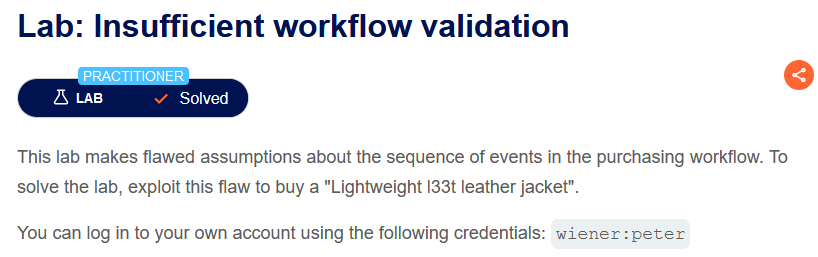 Lab: Insufficient workflow validation
PRACTITIONER
LAB
Solved
This lab makes flawed assumptions about the sequence of events in the purchasing workflow. To
solve the lab, exploit this flaw to buy a "Lightweight l33t leather jacket".
You can log in to your own account using the following credentials: wiener:peter